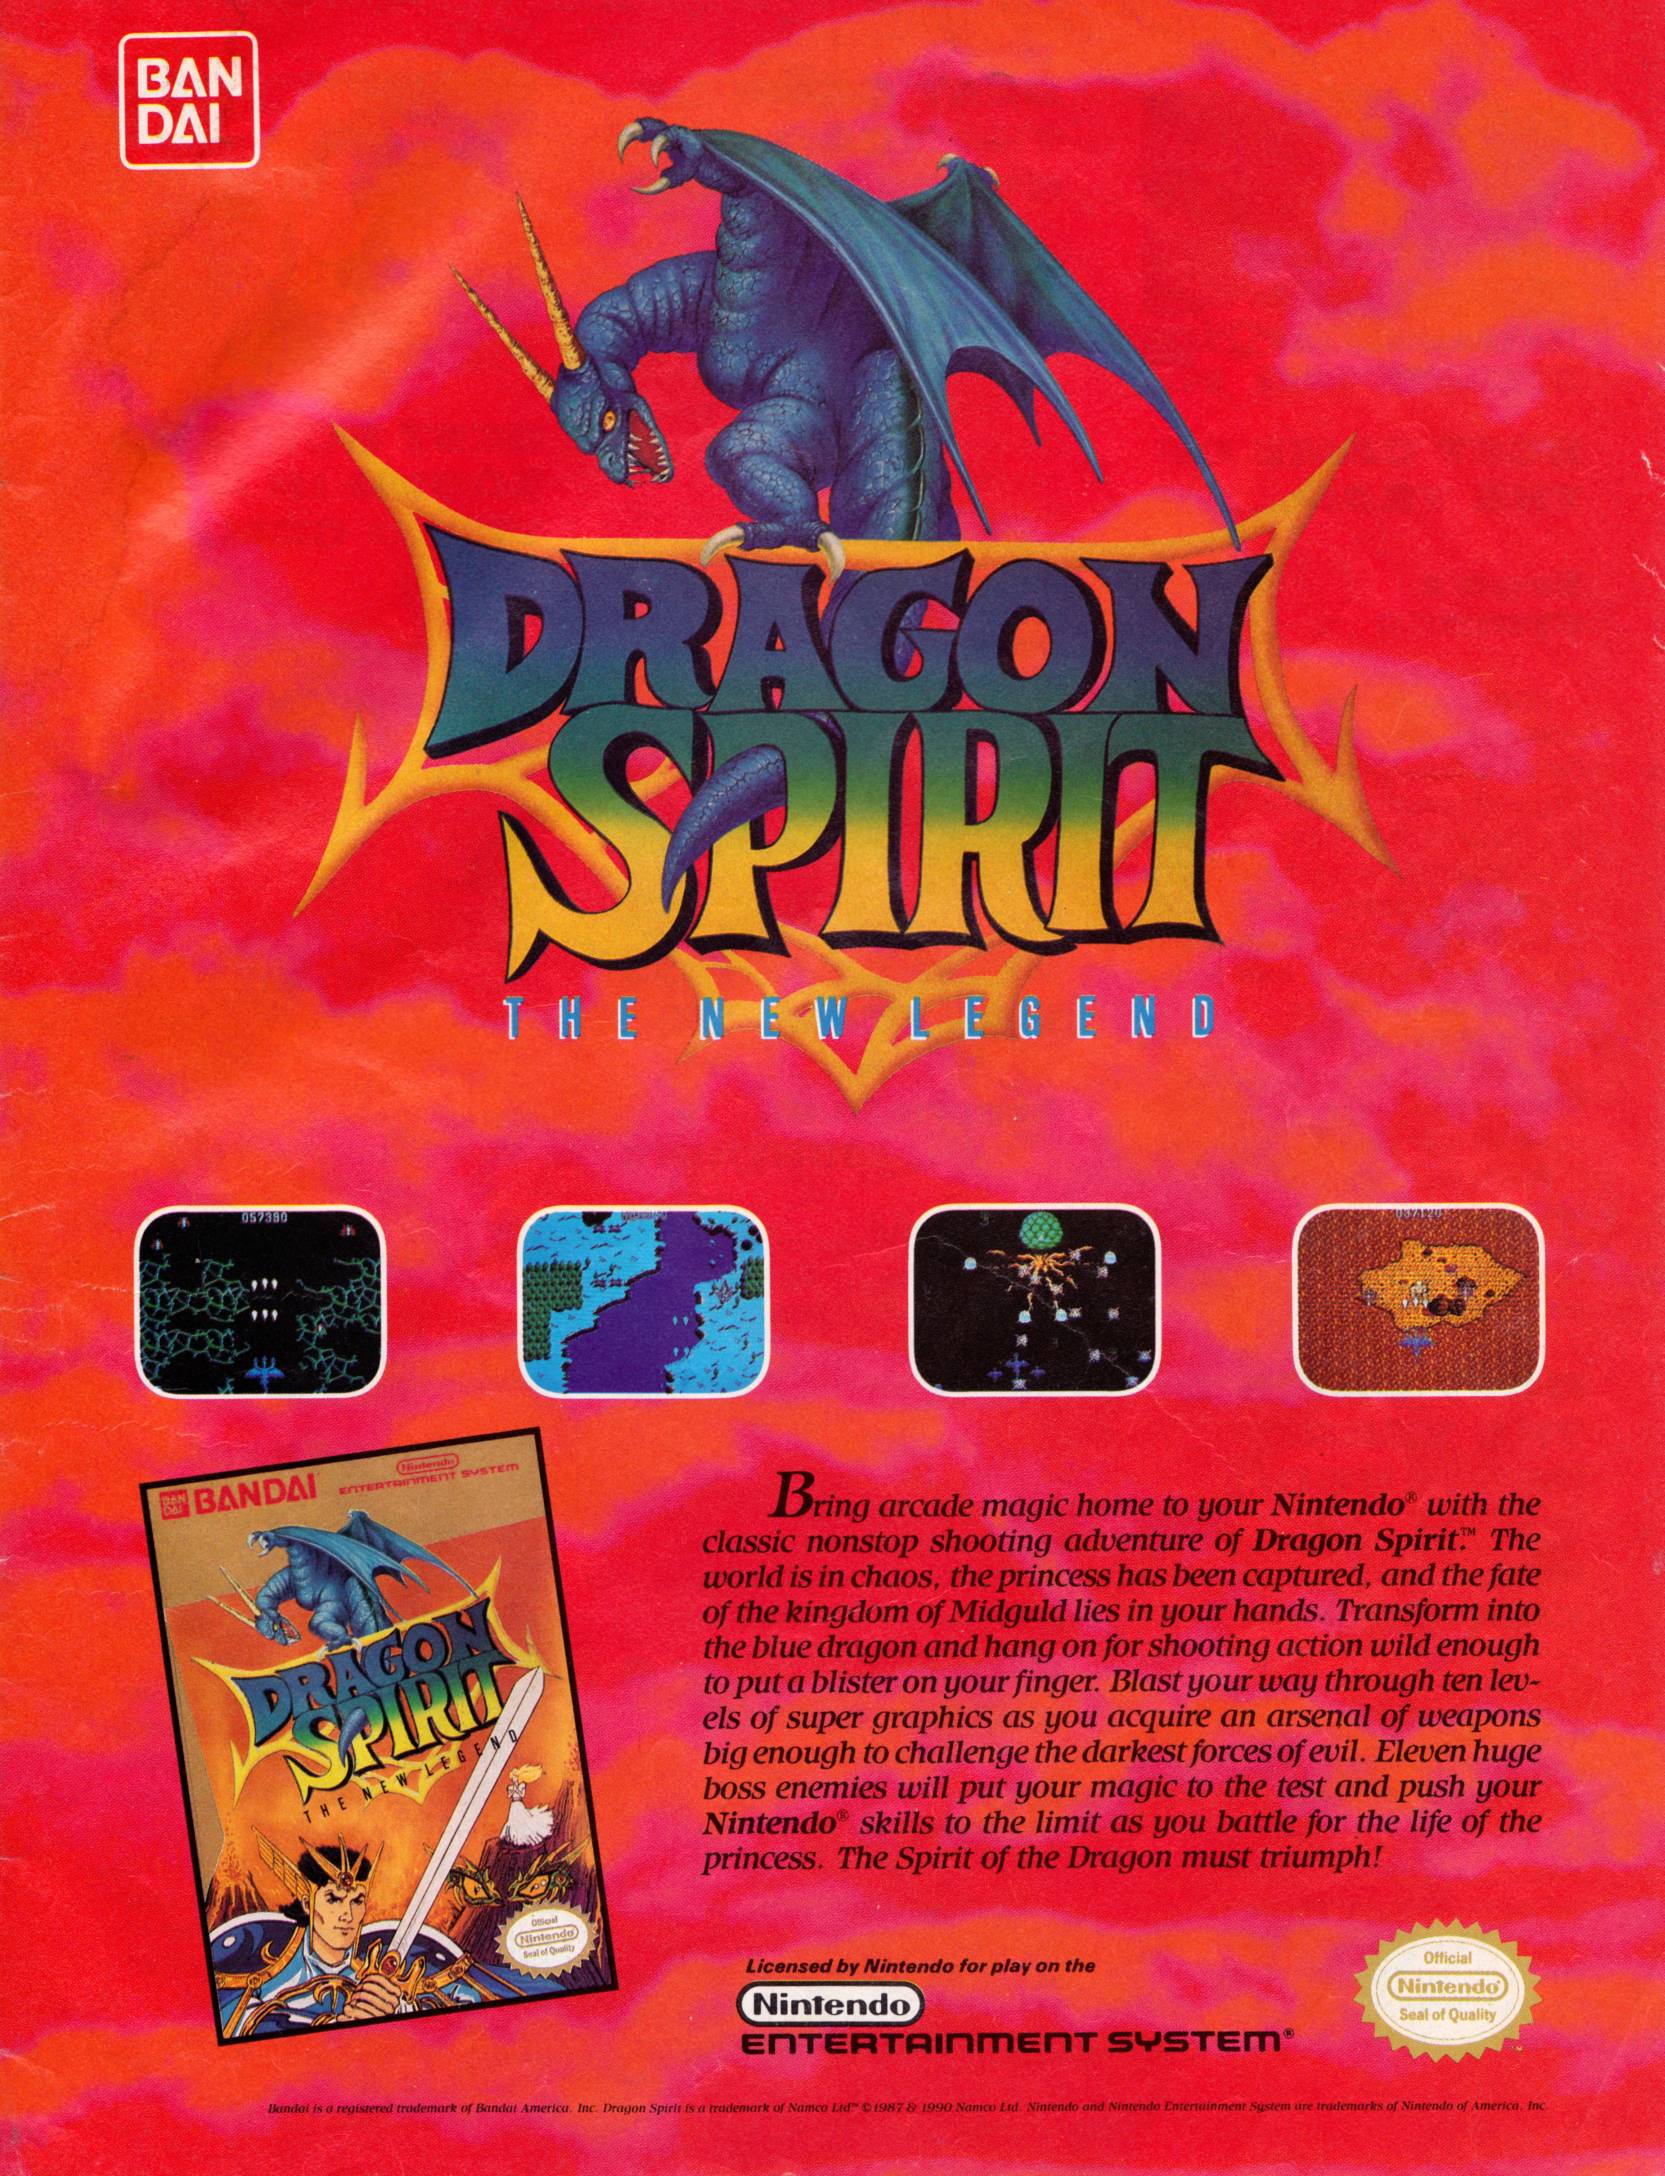 BAN
DAI
DRAGON
SPIRIT
THE NEW LEGEND
057390
037120
BAN
DAI
BANDAI
Nintendo
ENTERTAINMENT SYSTEM
DRAGON
SPIRIT
THE NEW LEGEND
Official
Nintendo
Seal of Quality
Bring arcade magic home to your Nintendo® with the
classic nonstop shooting adventure of Dragon Spirit.™ The
world is in chaos, the princess has been captured, and the fate
of the kingdom of Midguld lies in your hands. Transform into
the blue dragon and hang on for shooting action wild enough
to put a blister on your finger. Blast your way through ten lev-
els of super graphics as you acquire an arsenal of weapons
big enough to challenge the darkest forces of evil. Eleven huge
boss enemies will put your magic to the test and push your
Nintendo® skills to the limit as you battle for the life of the
princess. The Spirit of the Dragon must triumph!
Licensed by Nintendo for play on the
Nintendo
ENTERTAINMENT SYSTEM®
Official
Nintendo®
Seal of Quality
Bandai is a registered trademark of Bandai America. Inc. Dragon Spirit is a trademark of Namco Ltd™ ©1987 & 1990 Namco Ltd. Nintendo and Nintendo Entertainment System are trademarks of Nintendo of America. Inc.